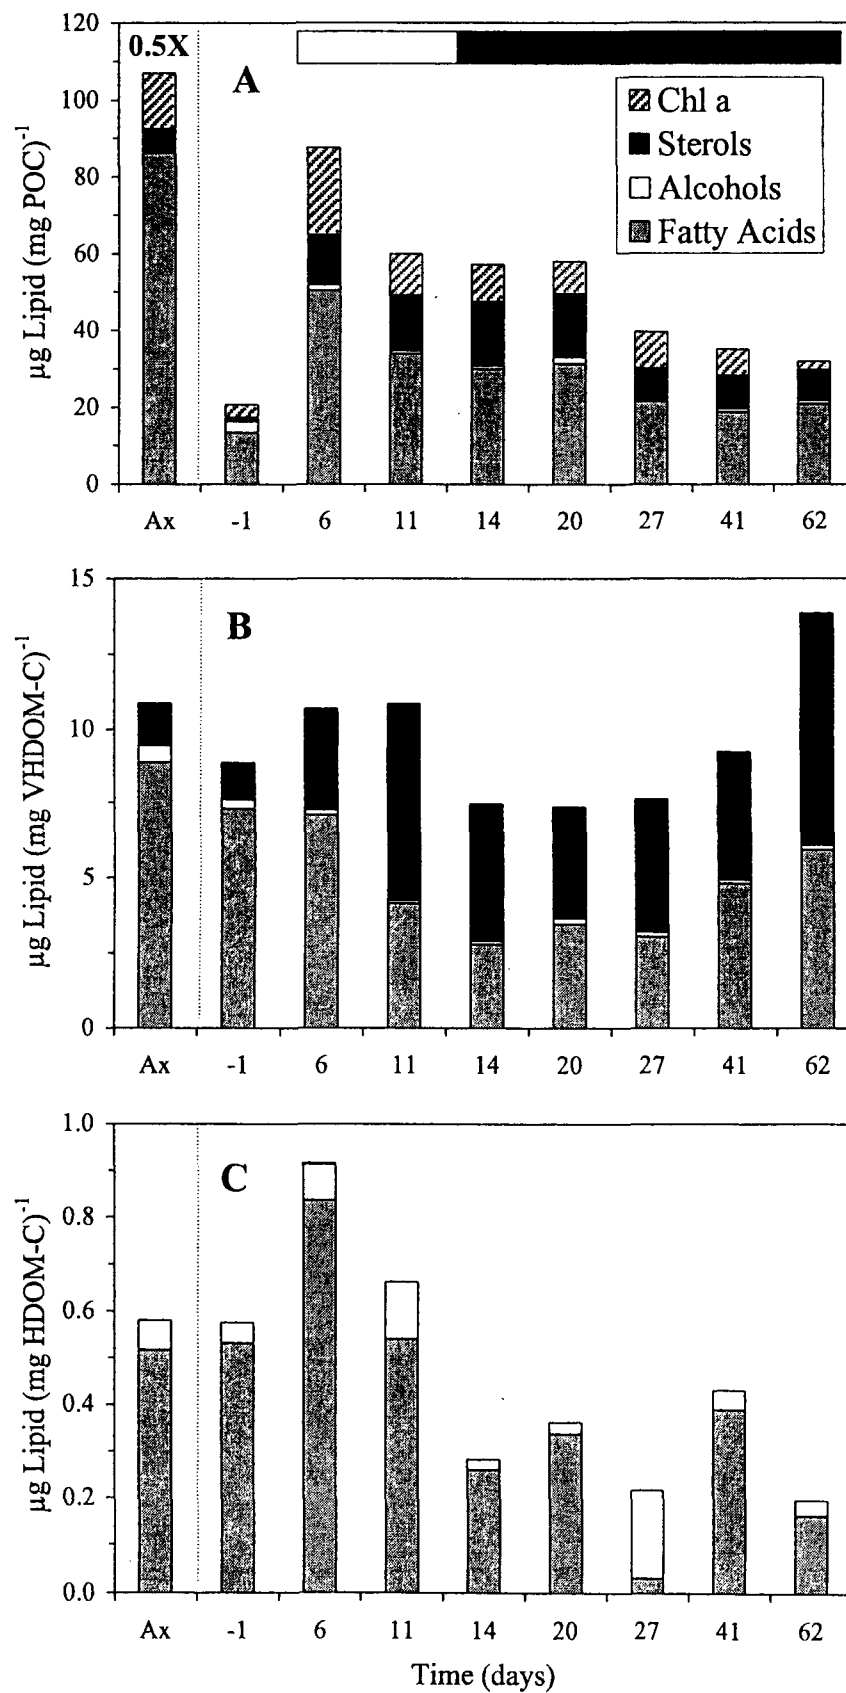 120
100
80
60
40
20
0
µg Lipid (mg POC)⁻¹
0.5X
A
Chl a
Sterols
Alcohols
Fatty Acids
Ax -1 6 11 14 20 27 41 62
15
10
5
0
µg Lipid (mg VHDOM-C)⁻¹
B
Ax -1 6 11 14 20 27 41 62
1.0
0.8
0.6
0.4
0.2
0.0
µg Lipid (mg HDOM-C)⁻¹
C
Ax -1 6 11 14 20 27 41 62
Time (days)